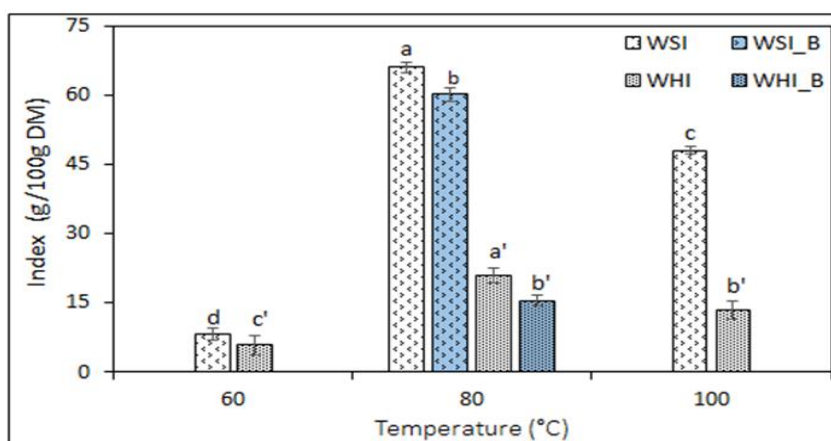 75
60
45
30
15
0
Index (g/100g DM)
WSI WSI_B
WHI WHI_B
a
b
c
a'
b'
b'
d c'
60 80 100
Temperature (°C)